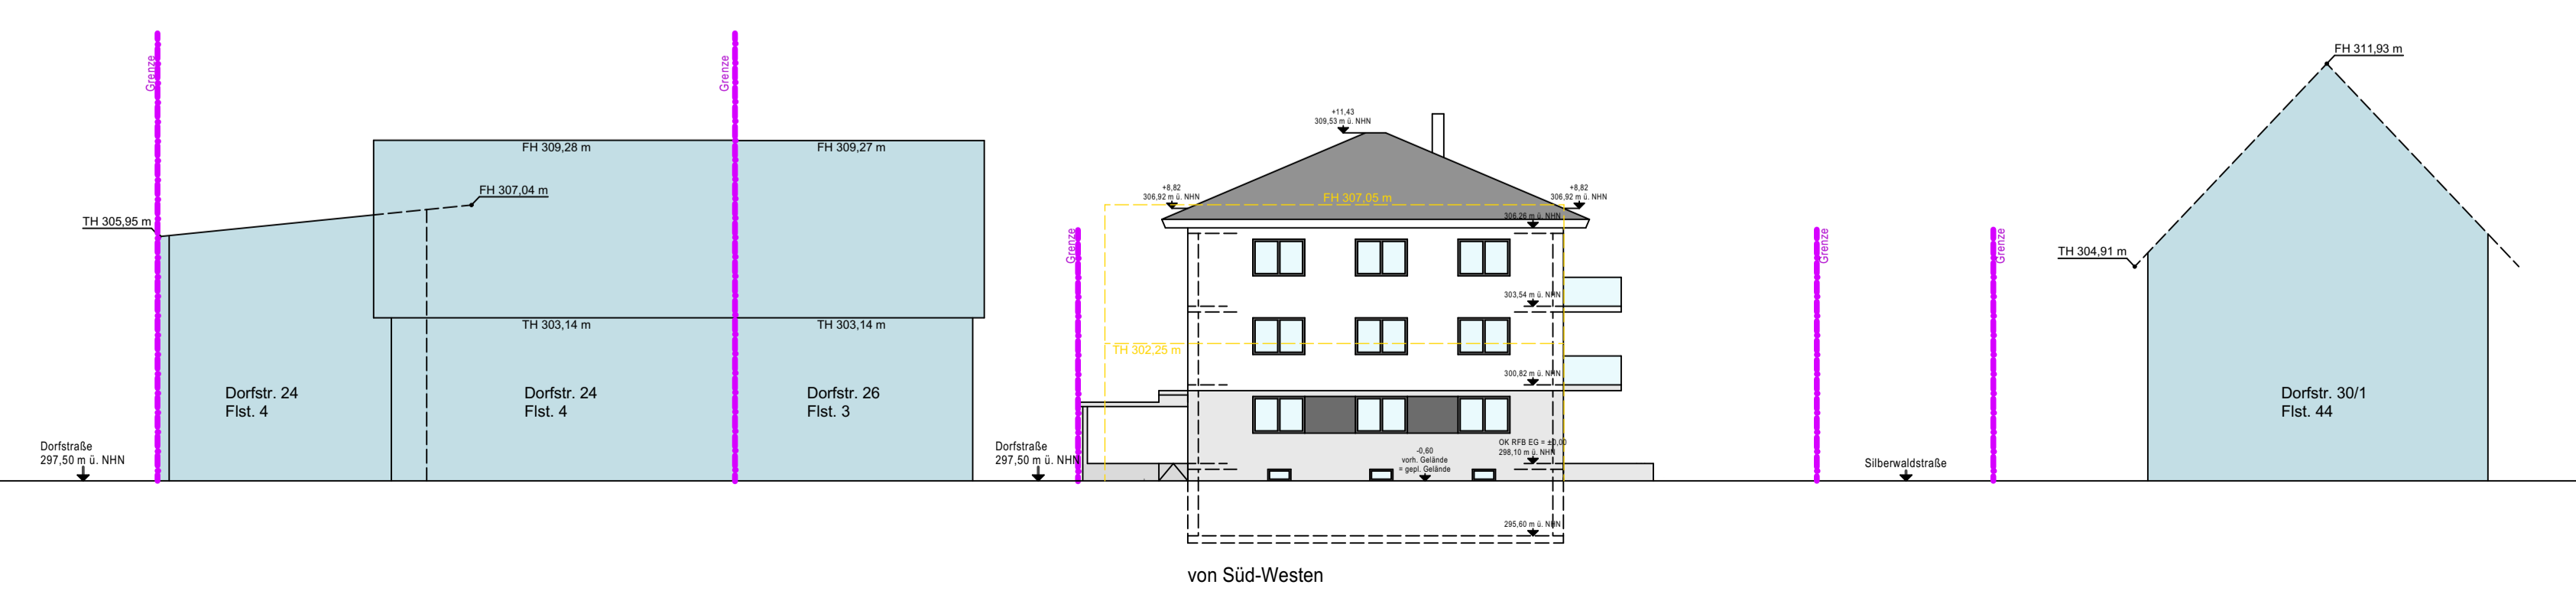 Grenze
Grenze
FH 311,93 m
+11,43
309,53 m ü. NHN
FH 309,28 m
FH 309,27 m
FH 307,04 m
TH 305,95 m
+8,82
306,92 m ü. NHN
FH 307,05 m
+8,82
306,92 m ü. NHN
306,26 m ü. NHN
Grenze
Grenze
Grenze
TH 304,91 m
303,54 m ü. NHN
TH 303,14 m
TH 303,14 m
TH 302,25 m
300,82 m ü. NHN
Dorfstr. 24
Flst. 4
Dorfstr. 24
Flst. 4
Dorfstr. 26
Flst. 3
Dorfstr. 30/1
Flst. 44
Dorfstraße
297,50 m ü. NHN
Dorfstraße
297,50 m ü. NHN
-0,60
vorh. Gelände
= gepl. Gelände
OK RFB EG = ±0,00
298,10 m ü. NHN
Silberwaldstraße
295,60 m ü. NHN
von Süd-Westen